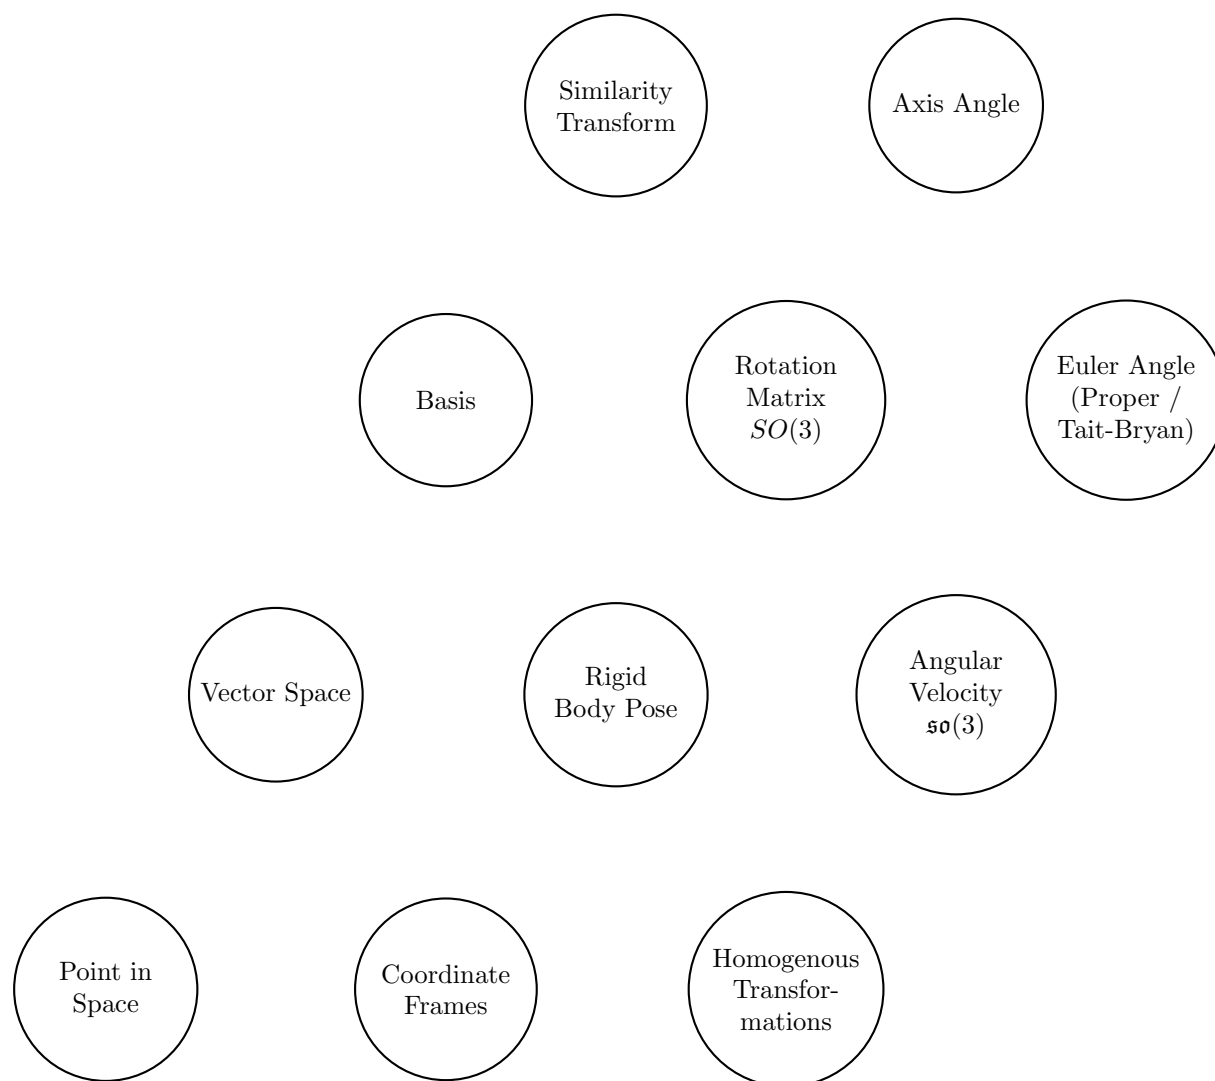 Similarity
Transform
Axis Angle
Basis
Rotation
Matrix
SO(3)
Euler Angle
(Proper /
Tait-Bryan)
Vector Space
Rigid
Body Pose
Angular
Velocity
𝔰𝔬(3)
Point in
Space
Coordinate
Frames
Homogenous
Transfor-
mations